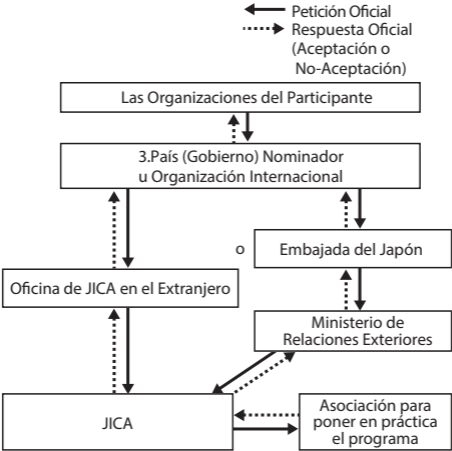 Petición Oficial
Respuesta Oficial
(Aceptación o
No-Aceptación)
Las Organizaciones del Participante
3.País (Gobierno) Nominador
u Organización Internacional
o
Embajada del Japón
Oficina de JICA en el Extranjero
Ministerio de
Relaciones Exteriores
JICA
Asociación para
poner en práctica
el programa